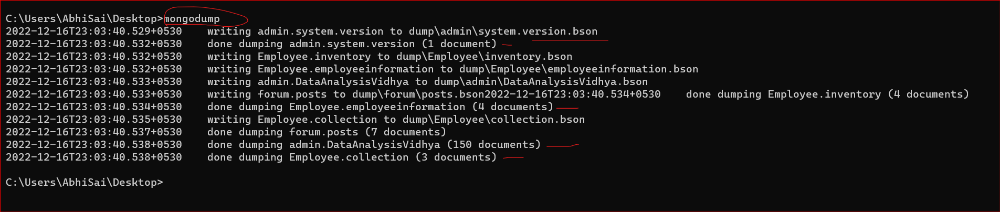 C:\Users\AbhiSai\Desktop>mongodump
2022-12-16T23:03:40.529+0530    writing admin.system.version to dump\admin\system.version.bson
2022-12-16T23:03:40.532+0530    done dumping admin.system.version (1 document)
2022-12-16T23:03:40.532+0530    writing Employee.inventory to dump\Employee\inventory.bson
2022-12-16T23:03:40.532+0530    writing Employee.employeeinformation to dump\Employee\employeeinformation.bson
2022-12-16T23:03:40.533+0530    writing admin.DataAnalysisVidhya to dump\admin\DataAnalysisVidhya.bson
2022-12-16T23:03:40.533+0530    writing forum.posts to dump\forum\posts.bson2022-12-16T23:03:40.534+0530    done dumping Employee.inventory (4 documents)
2022-12-16T23:03:40.534+0530    done dumping Employee.employeeinformation (4 documents)
2022-12-16T23:03:40.535+0530    writing Employee.collection to dump\Employee\collection.bson
2022-12-16T23:03:40.537+0530    done dumping forum.posts (7 documents)
2022-12-16T23:03:40.538+0530    done dumping admin.DataAnalysisVidhya (150 documents)
2022-12-16T23:03:40.538+0530    done dumping Employee.collection (3 documents)
C:\Users\AbhiSai\Desktop>